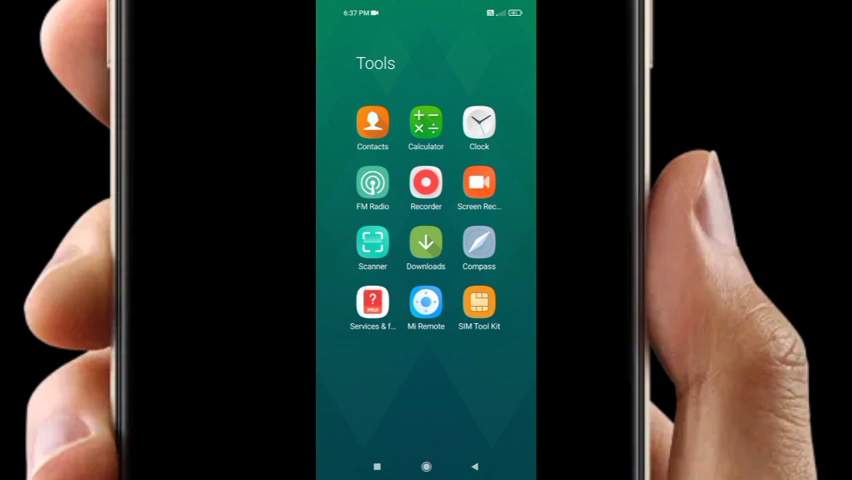 6:37 PM
Tools
Contacts Calculator Clock
FM Radio Recorder Screen Rec...
Scanner Downloads Compass
Services & f... Mi Remote SIM Tool Kit